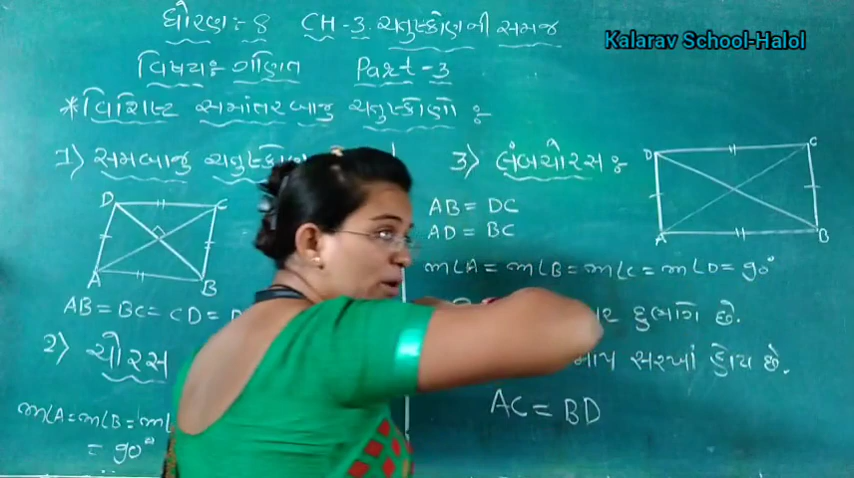 ધોરણ :- 8 CH-3. ચતુષ્કોણની સમજ
Kalarav School-Halol
વિષય :- ગણિત Part-3
* વિશિષ્ટ સમાંતરબાજુ ચતુષ્કોણો :-
1) સમબાજુ ચતુષ્કોણ
D C
A B
AB = BC = CD =
2) ચોરસ
m∠A = m∠B = m∠
= 90°
3) લંબચોરસ :-
D C
A B
AB = DC
AD = BC
m∠A = m∠B = m∠C = m∠D = 90°
દુભાગે છે.
માપ સરખાં હોય છે.
AC = BD